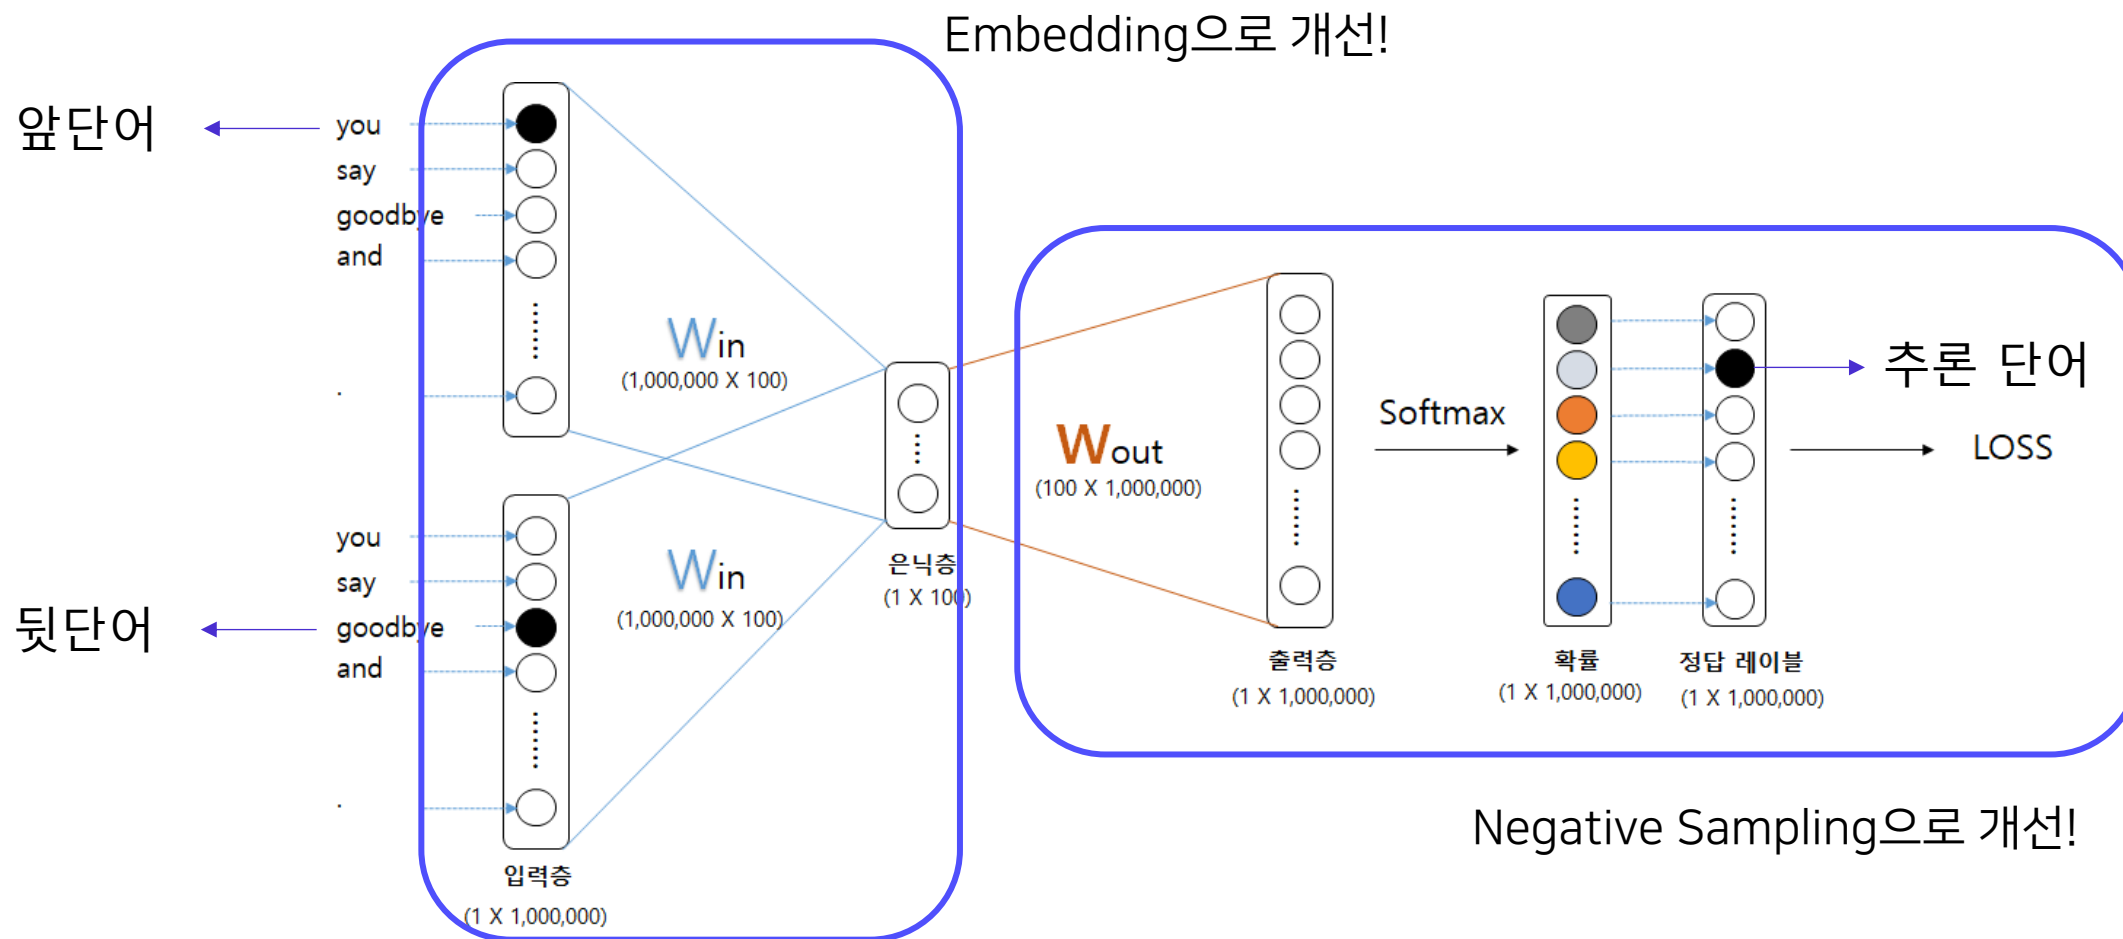 Embedding으로 개선!
앞단어
you
say
goodbye
and
.
Win
(1,000,000 X 100)
뒷단어
you
say
goodbye
and
.
Win
(1,000,000 X 100)
입력층
(1 X 1,000,000)
은닉층
(1 X 100)
Wout
(100 X 1,000,000)
출력층
(1 X 1,000,000)
Softmax
확률
(1 X 1,000,000)
정답 레이블
(1 X 1,000,000)
추론 단어
LOSS
Negative Sampling으로 개선!